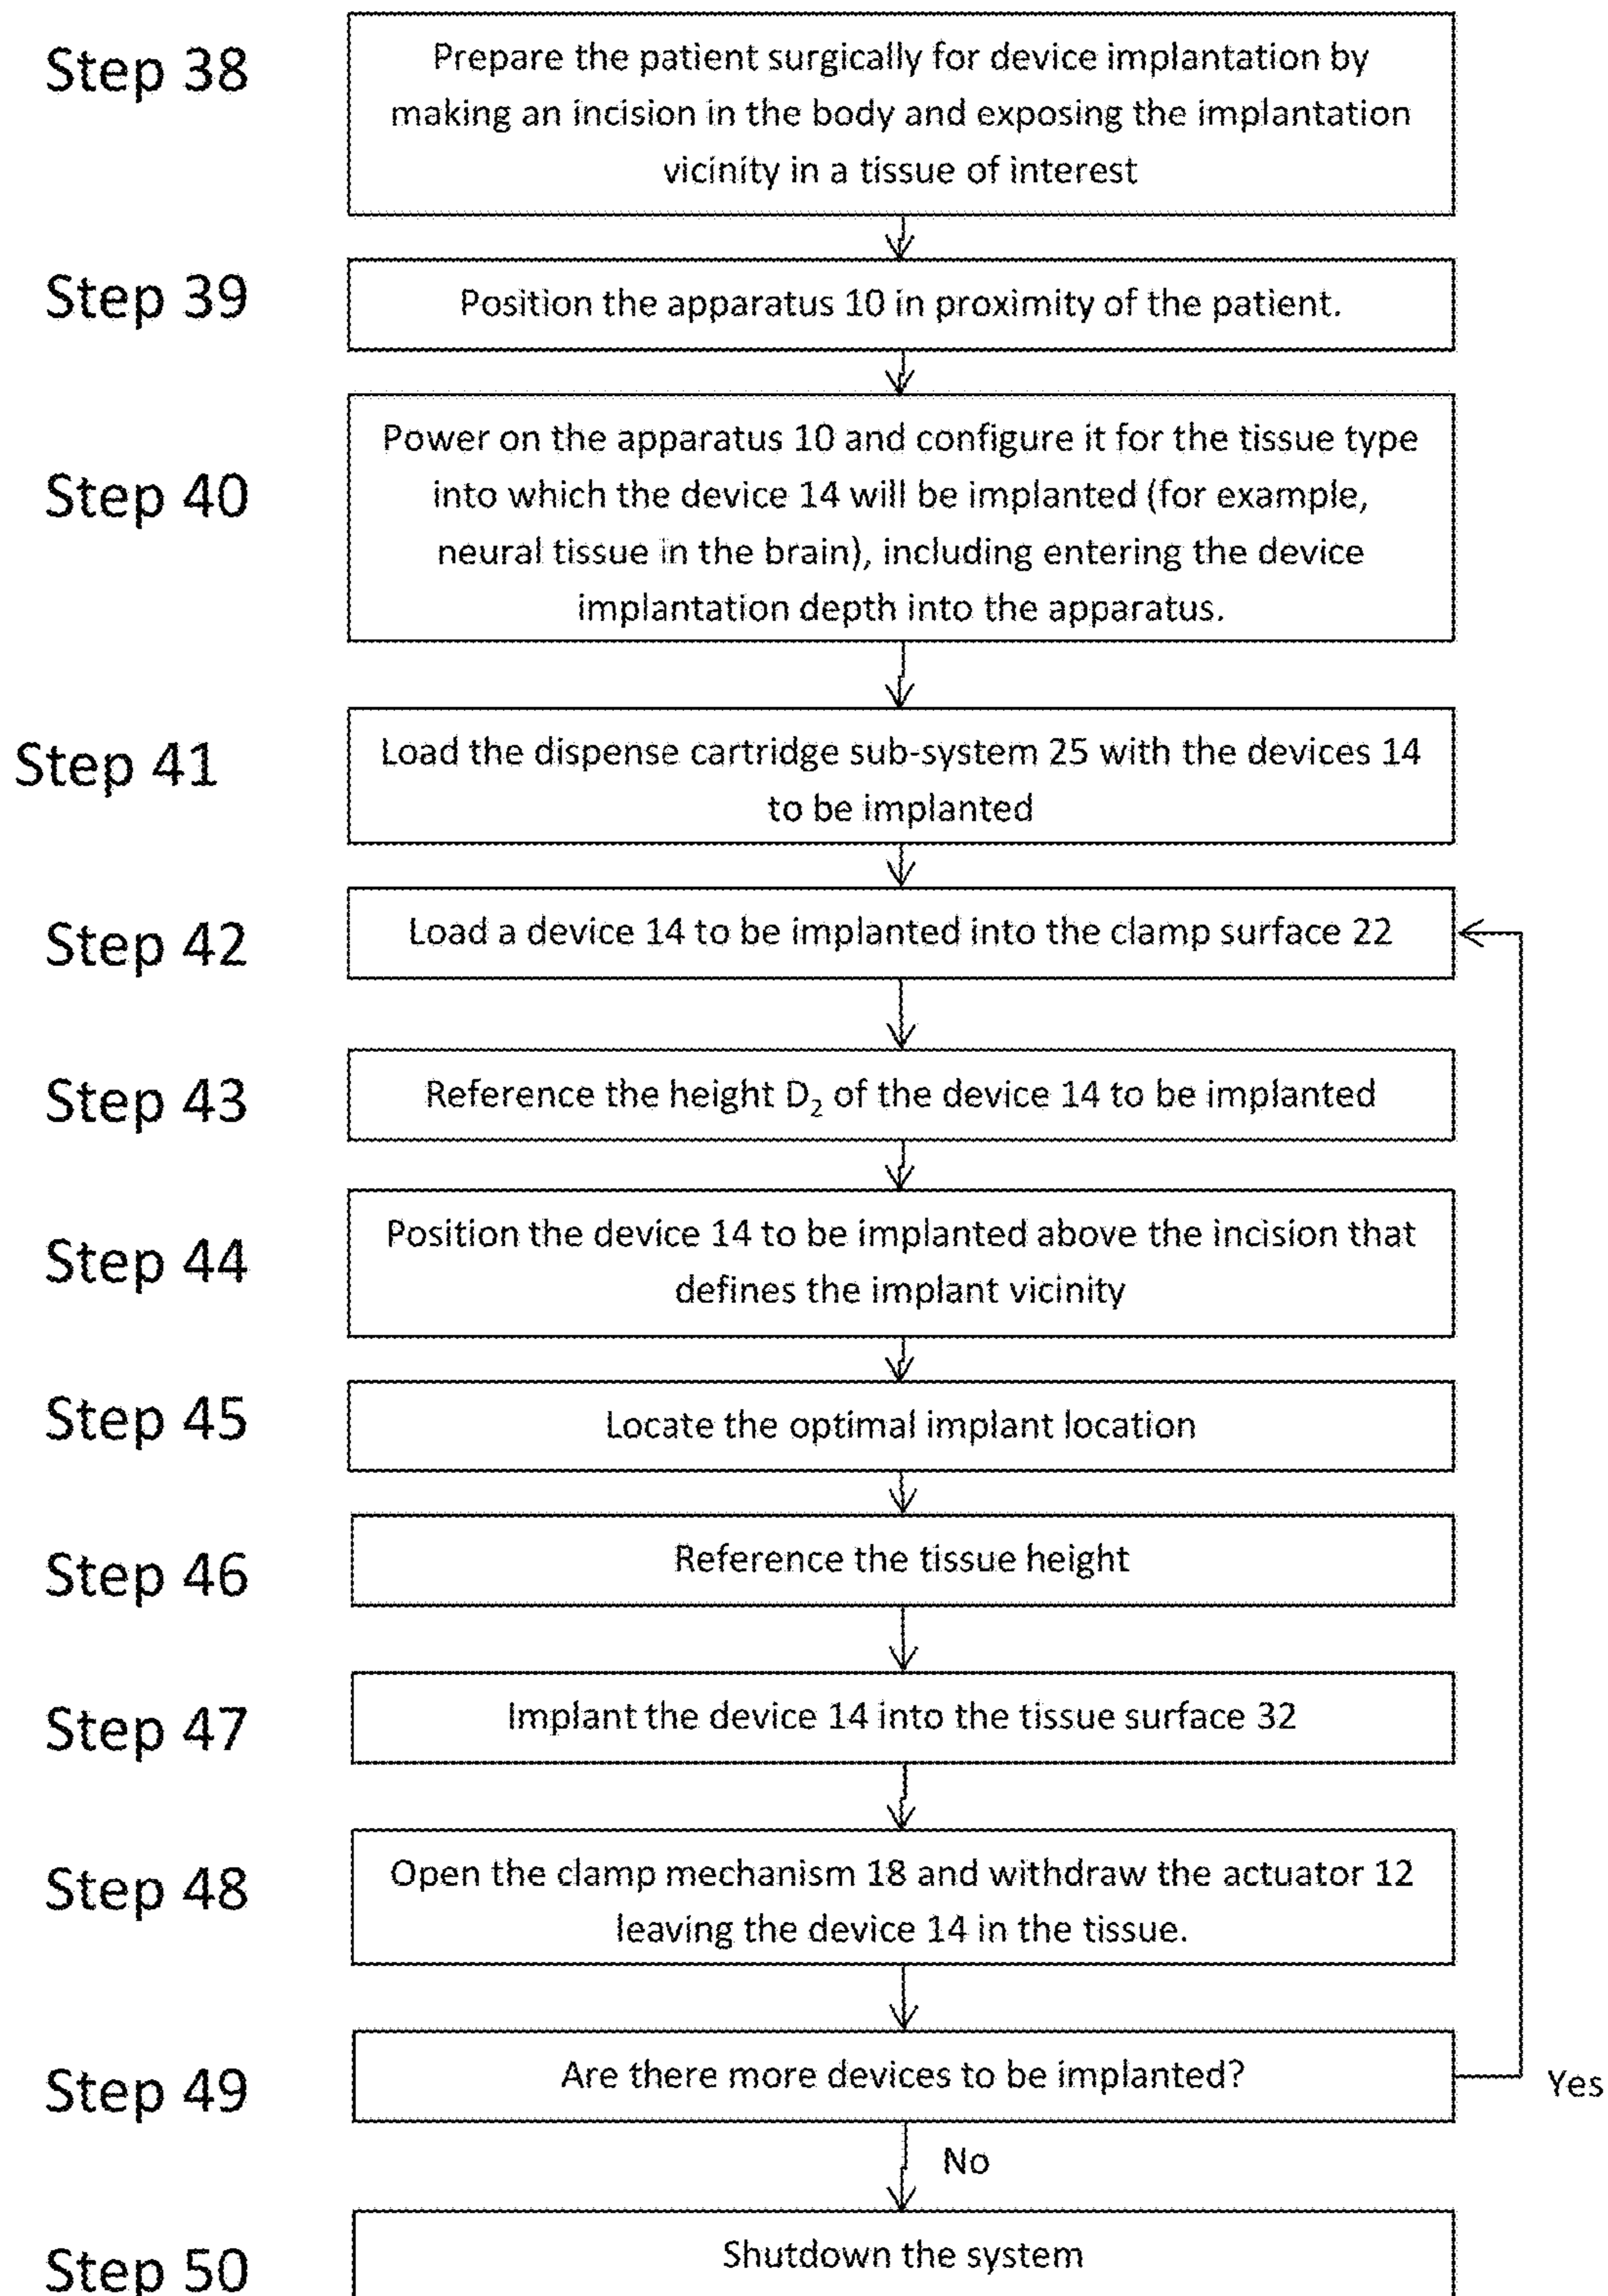 Step 38
Prepare the patient surgically for device implantation by
making an incision in the body and exposing the implantation
vicinity in a tissue of interest
Step 39
Position the apparatus 10 in proximity of the patient.
Step 40
Power on the apparatus 10 and configure it for the tissue type
into which the device 14 will be implanted (for example,
neural tissue in the brain), including entering the device
implantation depth into the apparatus.
Step 41
Load the dispense cartridge sub-system 25 with the devices 14
to be implanted
Step 42
Load a device 14 to be implanted into the clamp surface 22
Step 43
Reference the height D₂ of the device 14 to be implanted
Step 44
Position the device 14 to be implanted above the incision that
defines the implant vicinity
Step 45
Locate the optimal implant location
Step 46
Reference the tissue height
Step 47
Implant the device 14 into the tissue surface 32
Step 48
Open the clamp mechanism 18 and withdraw the actuator 12
leaving the device 14 in the tissue.
Step 49
Are there more devices to be implanted?
Yes
No
Step 50
Shutdown the system